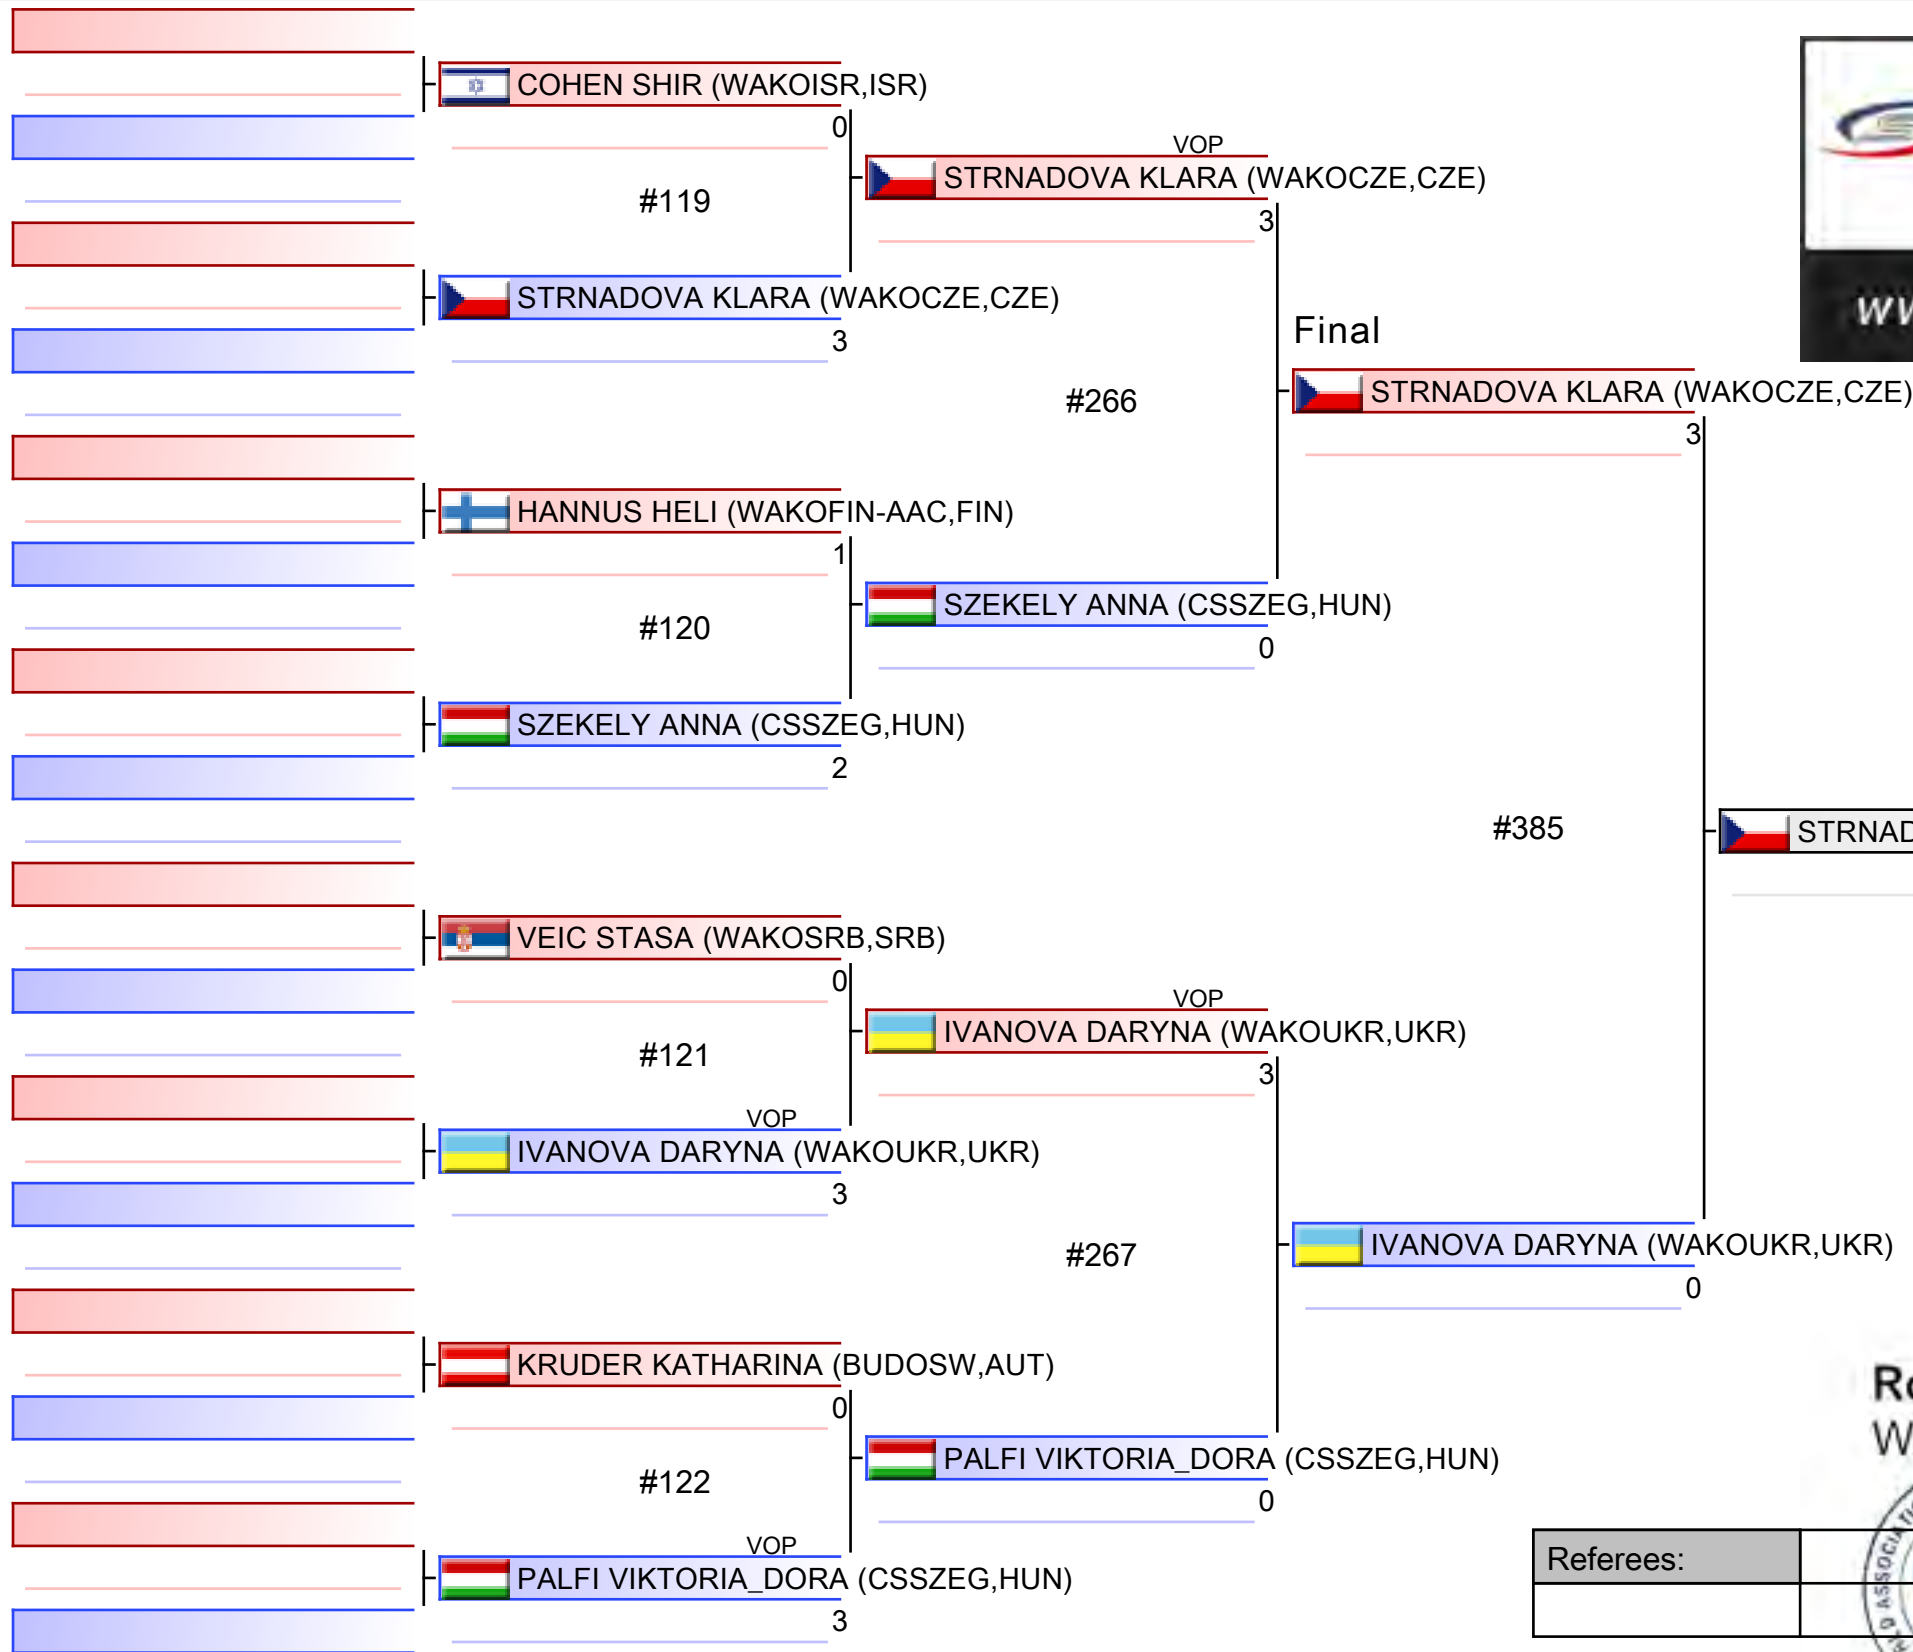 COHEN SHIR (WAKOISR,ISR)
0
VOP
STRNADOVA KLARA (WAKOCZE,CZE)
#119
3
STRNADOVA KLARA (WAKOCZE,CZE)
3
Final
STRNADOVA KLARA (WAKOCZE,CZE)
#266
3
HANNUS HELI (WAKOFIN-AAC,FIN)
1
SZEKELY ANNA (CSSZEG,HUN)
#120
0
SZEKELY ANNA (CSSZEG,HUN)
2
#385
VEIC STASA (WAKOSRB,SRB)
0
VOP
IVANOVA DARYNA (WAKOUKR,UKR)
#121
3
VOP
IVANOVA DARYNA (WAKOUKR,UKR)
3
#267
IVANOVA DARYNA (WAKOUKR,UKR)
0
KRUDER KATHARINA (BUDOSW,AUT)
0
PALFI VIKTORIA_DORA (CSSZEG,HUN)
#122
0
VOP
PALFI VIKTORIA_DORA (CSSZEG,HUN)
3
Referees: